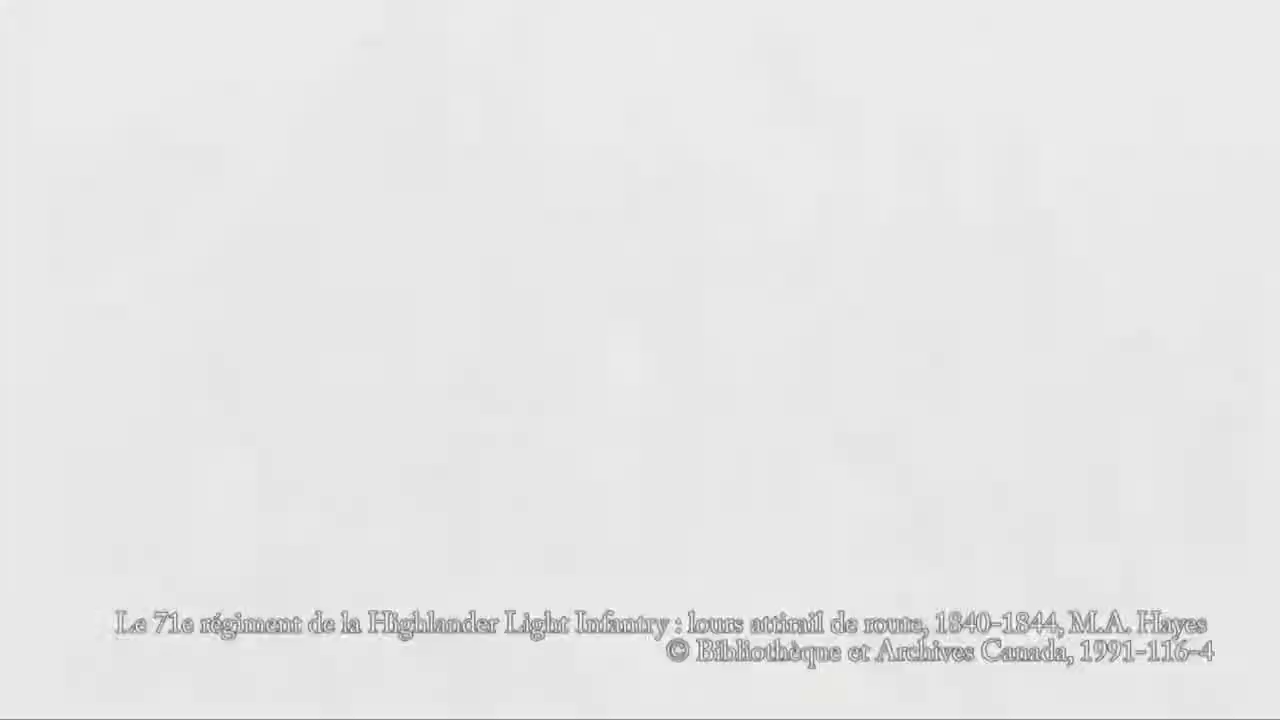 Le 71e régiment de la Highlander Light Infantry : lours attirail de route, 1840-1844, M.A. Hayes
© Bibliothèque et Archives Canada, 1991-116-4